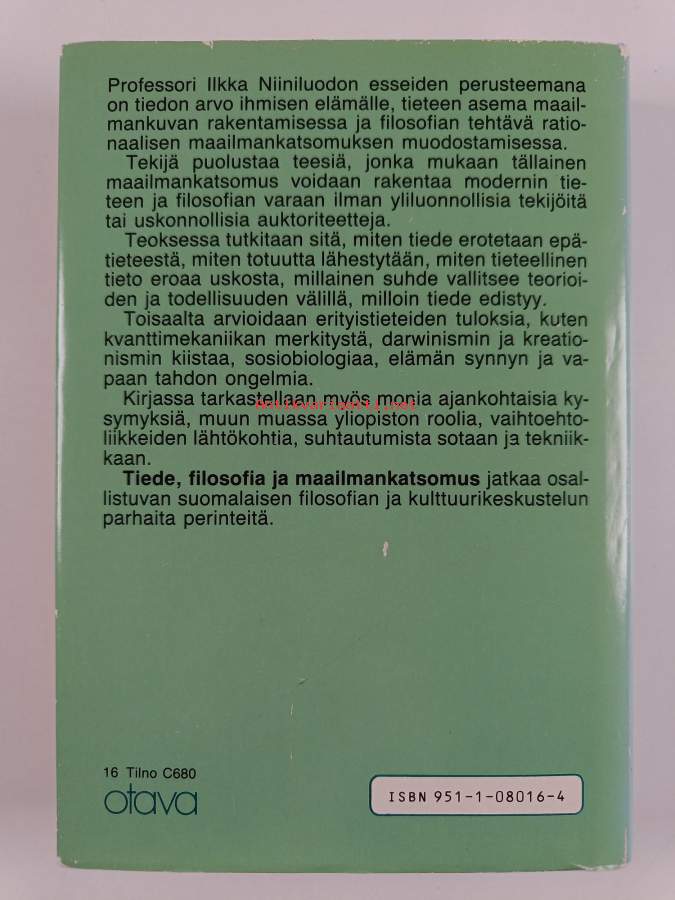 Professori Ilkka Niiniluodon esseiden perusteemana
on tiedon arvo ihmisen elämälle, tieteen asema maail-
mankuvan rakentamisessa ja filosofian tehtävä ratio-
naalisen maailmankatsomuksen muodostamisessa.
Tekijä puolustaa teesiä, jonka mukaan tällainen
maailmankatsomus voidaan rakentaa modernin tie-
teen ja filosofian varaan ilman yliluonnollisia tekijöitä
tai uskonnollisia auktoriteetteja.
Teoksessa tutkitaan sitä, miten tiede erotetaan epä-
tieteestä, miten totuutta lähestytään, miten tieteellinen
tieto eroaa uskosta, millainen suhde vallitsee teorioi-
den ja todellisuuden välillä, milloin tiede edistyy.
Toisaalta arvioidaan erityistieteiden tuloksia, kuten
kvanttimekaniikan merkitystä, darwinismin ja kreatio-
nismin kiistaa, sosiobiologiaa, elämän synnyn ja va-
paan tahdon ongelmia.
Kirjassa tarkastellaan myös monia ajankohtaisia ky-
Antikvariaatti.net
symyksiä, muun muassa yliopiston roolia, vaihtoehto-
liikkeiden lähtökohtia, suhtautumista sotaan ja tekniik-
kaan.
Tiede, filosofia ja maailmankatsomus jatkaa osal-
listuvan suomalaisen filosofian ja kulttuurikeskustelun
parhaita perinteitä.
16 Tilno C680
otava
ISBN 951-1-08016-4